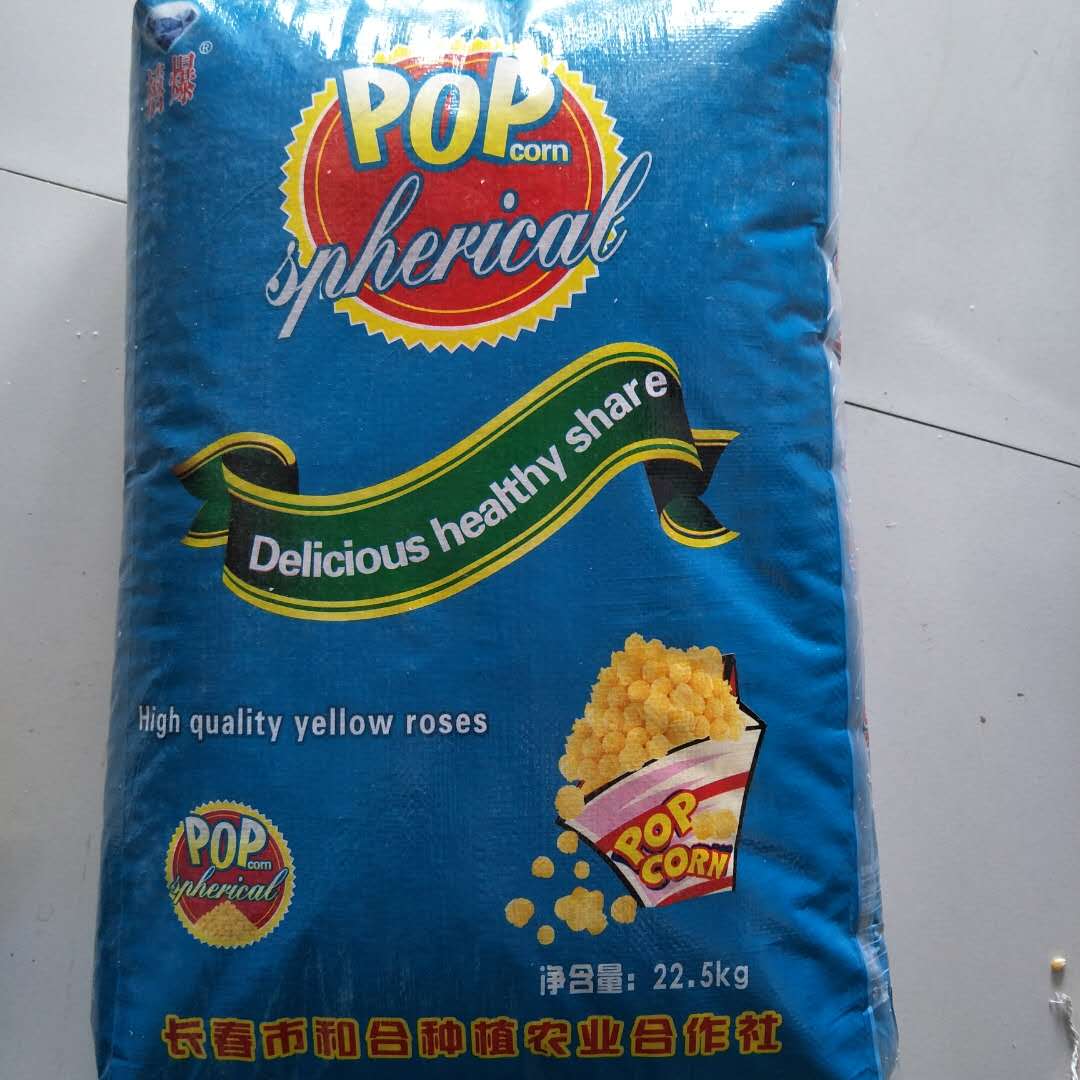 爆
®
POP
corn
spherical
Delicious healthy share
High quality yellow roses
POP
corn
spherical
POP
CORN
净含量：22.5kg
长春市和合种植农业合作社